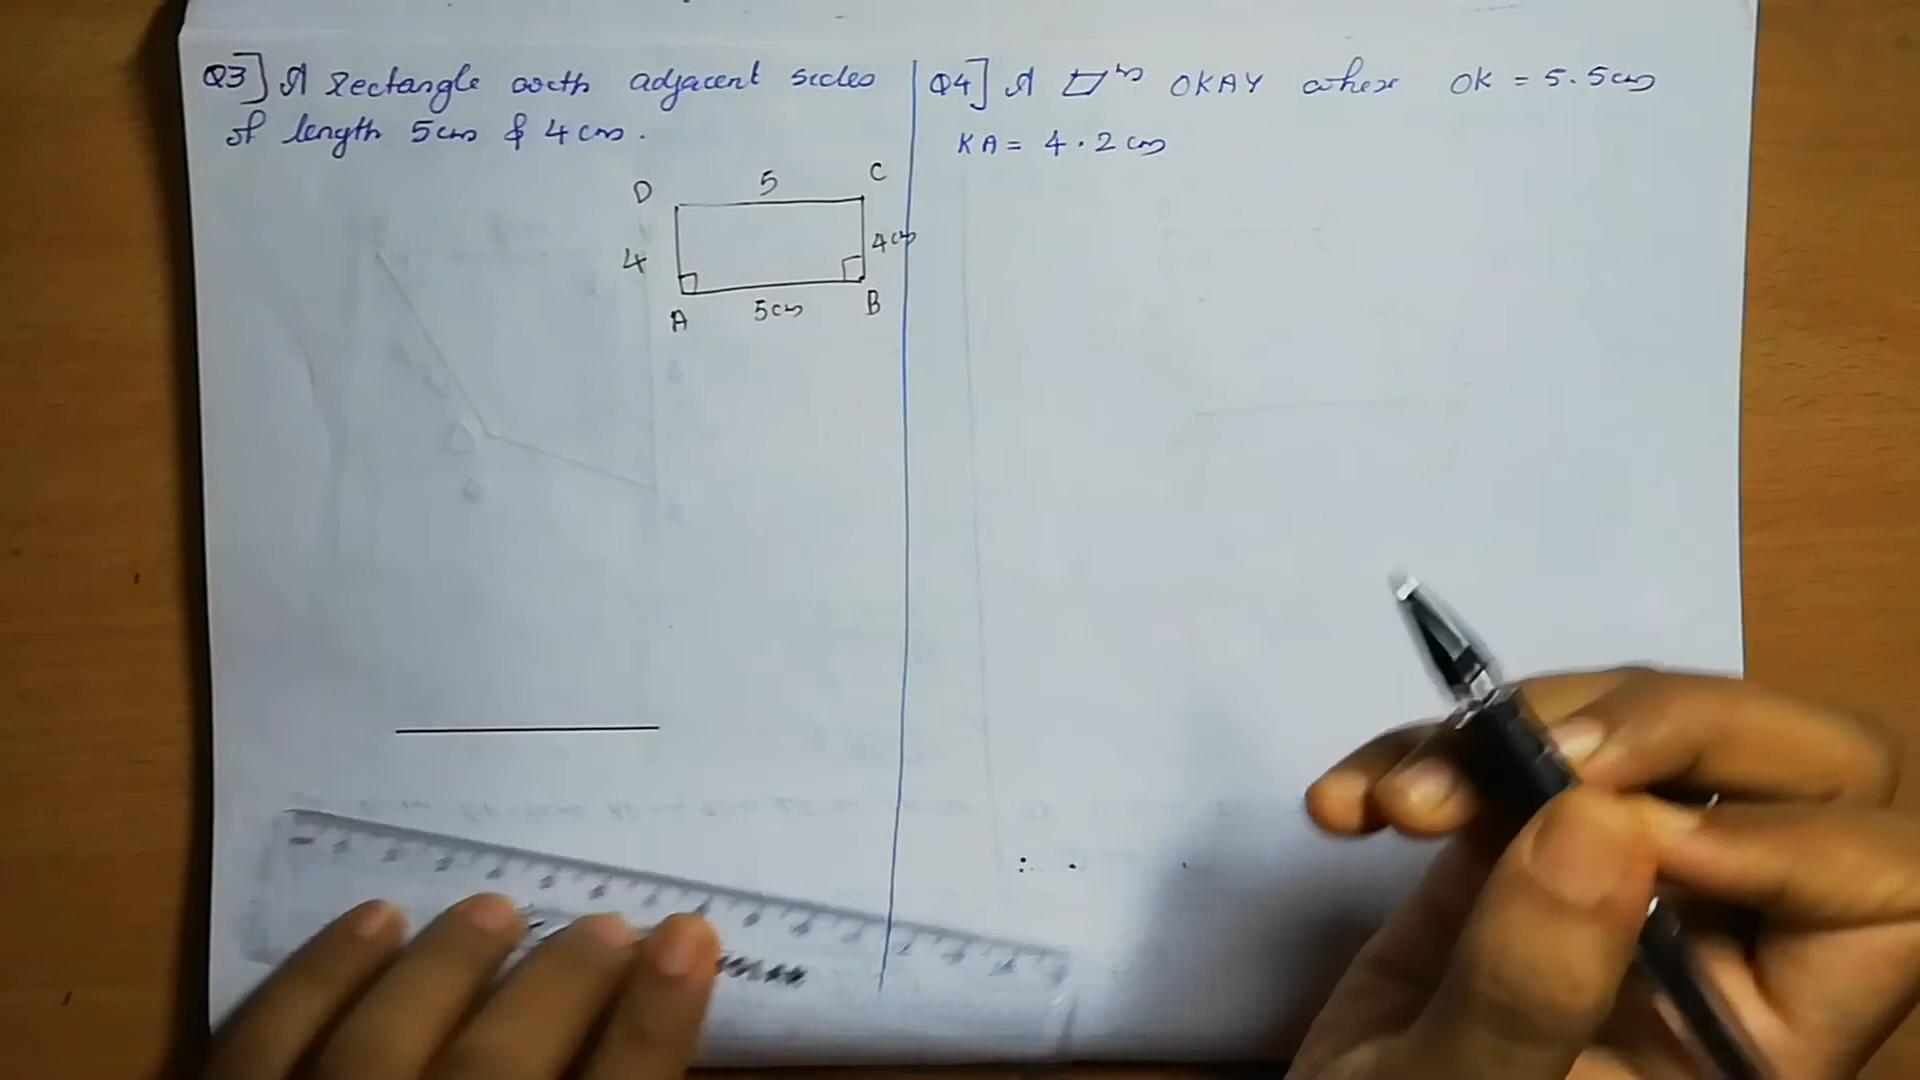 Q3] A Rectangle with adjacent sides
of length 5cm & 4cm.
D
5
C
4
4cm
A
5cm
B
Q4] A ▱m OKAY where OK = 5.5cm
KA = 4.2cm